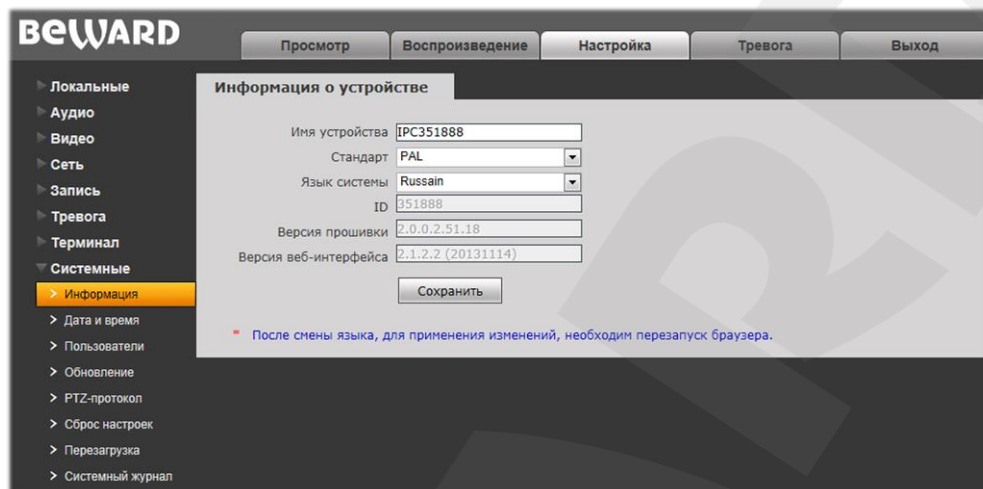 BEWARD
Просмотр
Воспроизведение
Настройка
Тревога
Выход
Локальные
Аудио
Видео
Сеть
Запись
Тревога
Терминал
Системные
Информация
Дата и время
Пользователи
Обновление
PTZ-протокол
Сброс настроек
Перезагрузка
Системный журнал
Информация о устройстве
Имя устройства IPC351888
Стандарт PAL
Язык системы Russain
ID 351888
Версия прошивки 2.0.0.2.51.18
Версия веб-интерфейса 2.1.2.2 (20131114)
Сохранить
* После смены языка, для применения изменений, необходим перезапуск браузера.